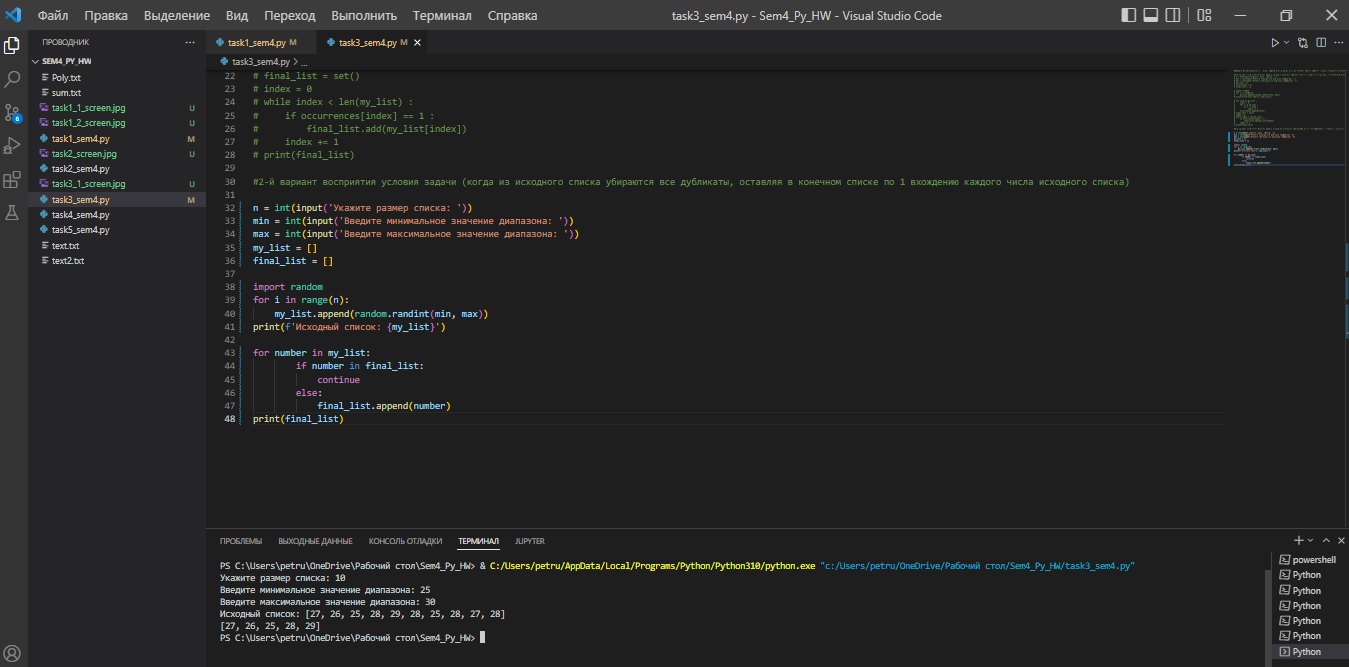 Файл Правка Выделение Вид Переход Выполнить Терминал Справка task3_sem4.py - Sem4_Py_HW - Visual Studio Code
ПРОВОДНИК ...
SEM4_PY_HW
Poly.txt
sum.txt
task1_1_screen.jpg U
task1_2_screen.jpg U
task1_sem4.py M
task2_screen.jpg U
task2_sem4.py
task3_1_screen.jpg U
task3_sem4.py M
task4_sem4.py
task5_sem4.py
text.txt
text2.txt
6
task1_sem4.py M task3_sem4.py M
task3_sem4.py > ...
22 # final_list = set()
23 # index = 0
24 # while index < len(my_list) :
25 #     if occurrences[index] == 1 :
26 #         final_list.add(my_list[index])
27 #     index += 1
28 # print(final_list)
29
30 #2-й вариант восприятия условия задачи (когда из исходного списка убираются все дубликаты, оставляя в конечном списке по 1 вхождению каждого числа исходного списка)
31
32 n = int(input('Укажите размер списка: '))
33 min = int(input('Введите минимальное значение диапазона: '))
34 max = int(input('Введите максимальное значение диапазона: '))
35 my_list = []
36 final_list = []
37
38 import random
39 for i in range(n):
40     my_list.append(random.randint(min, max))
41 print(f'Исходный список: {my_list}')
42
43 for number in my_list:
44         if number in final_list:
45             continue
46         else:
47             final_list.append(number)
48 print(final_list)
ПРОБЛЕМЫ ВЫХОДНЫЕ ДАННЫЕ КОНСОЛЬ ОТЛАДКИ ТЕРМИНАЛ JUPYTER
PS C:\Users\petru\OneDrive\Рабочий стол\Sem4_Py_HW> & C:/Users/petru/AppData/Local/Programs/Python/Python310/python.exe "c:/Users/petru/OneDrive/Рабочий стол/Sem4_Py_HW/task3_sem4.py"
Укажите размер списка: 10
Введите минимальное значение диапазона: 25
Введите максимальное значение диапазона: 30
Исходный список: [27, 26, 25, 28, 29, 28, 25, 28, 27, 28]
[27, 26, 25, 28, 29]
PS C:\Users\petru\OneDrive\Рабочий стол\Sem4_Py_HW>
powershell
Python
Python
Python
Python
Python
Python